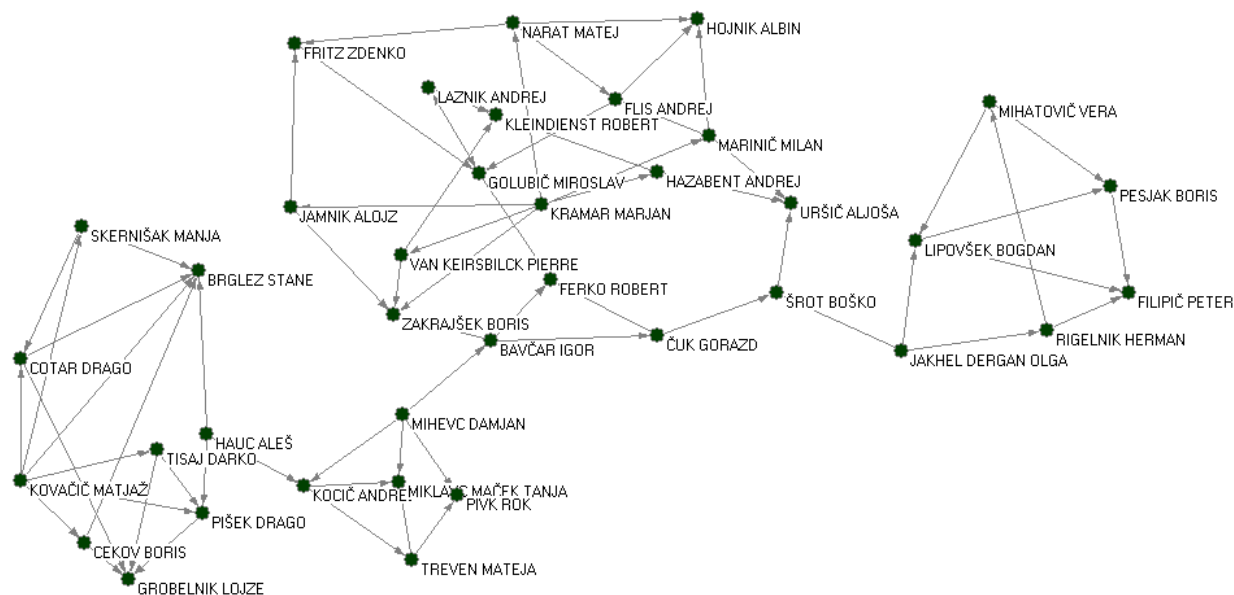 NARAT MATEJ
HOJNIK ALBIN
FRITZ ZDENKO
LAZNIK ANDREJ
FLIS ANDREJ
MIHATOVIČ VERA
KLEINDIENST ROBERT
MARINIČ MILAN
GOLUBIČ MIROSLAV
HAZABENT ANDREJ
PESJAK BORIS
JAMNIK ALOJZ
KRAMAR MARJAN
URŠIČ ALJOŠA
SKERNIŠAK MANJA
LIPOVŠEK BOGDAN
VAN KEIRSBILCK PIERRE
BRGLEZ STANE
FERKO ROBERT
ŠROT BOŠKO
FILIPIČ PETER
ZAKRAJŠEK BORIS
BAVČAR IGOR
ČUK GORAZD
RIGELNIK HERMAN
JAKHEL DERGAN OLGA
COTAR DRAGO
MIHEVC DAMJAN
HAUC ALEŠ
TISAJ DARKO
KOVAČIČ MATJAŽ
KOCIČ ANDREJ
MAČEK TANJA
PIVK ROK
PIŠEK DRAGO
CEKOV BORIS
TREVEN MATEJA
GROBELNIK LOJZE